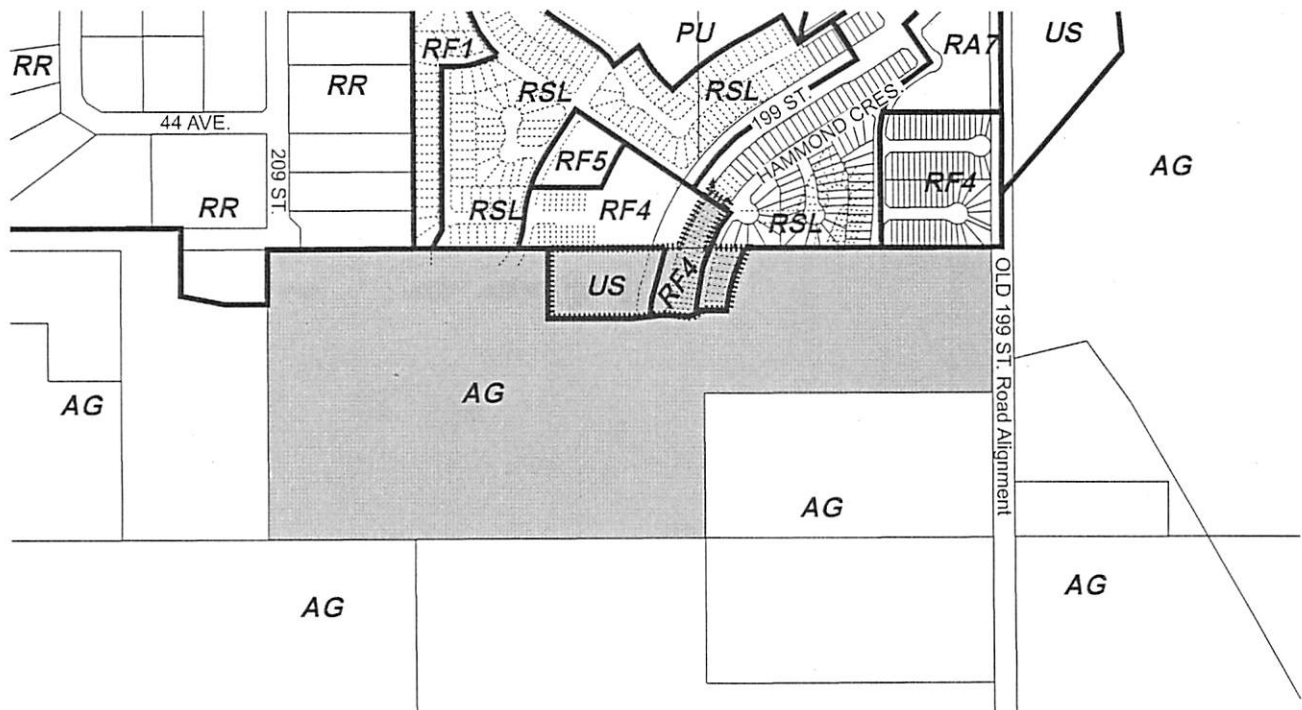 PU
US
RF1
RA7
RR
RR
RSL
RSL
199 ST.
44 AVE.
HAMMOND CRES.
209 ST.
RF5
AG
RF4
RR
RSL
RF4
RSL
US
RF4
OLD 199 ST. Road Alignment
AG
AG
AG
AG
AG